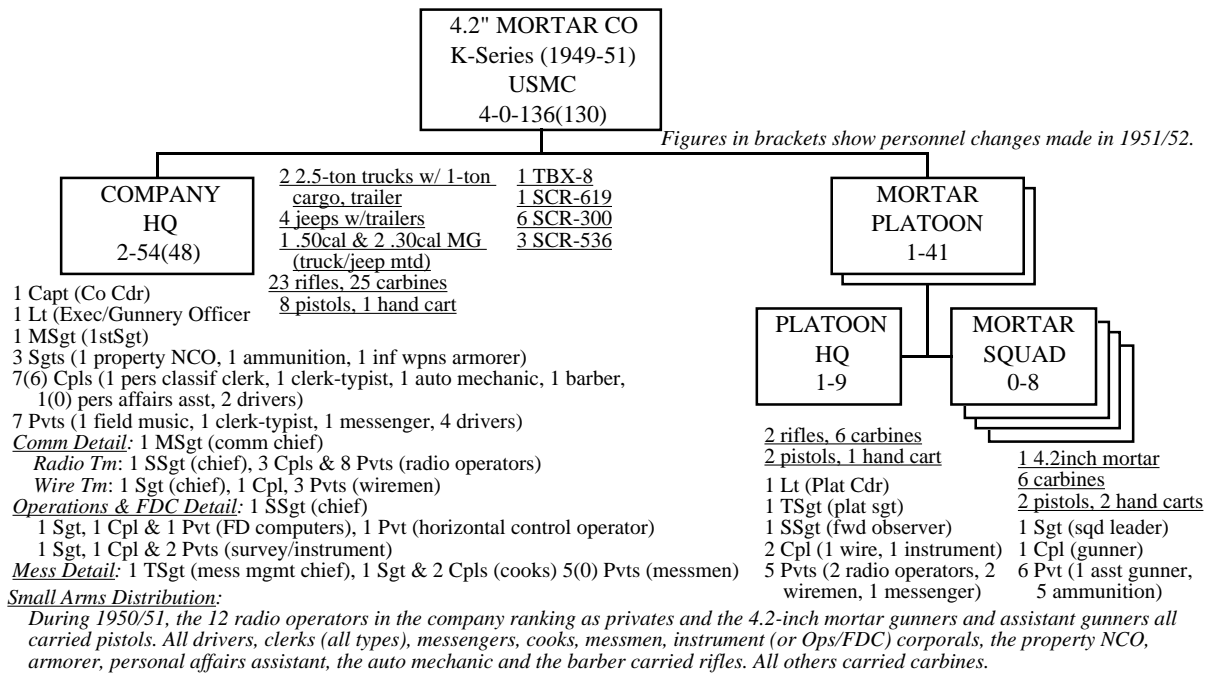 4.2" MORTAR CO
K-Series (1949-51)
USMC
4-0-136(130)
Figures in brackets show personnel changes made in 1951/52.
COMPANY
HQ
2-54(48)
2 2.5-ton trucks w/ 1-ton
cargo, trailer
4 jeeps w/trailers
1 .50cal & 2 .30cal MG
(truck/jeep mtd)
23 rifles, 25 carbines
8 pistols, 1 hand cart
1 TBX-8
1 SCR-619
6 SCR-300
3 SCR-536
MORTAR
PLATOON
1-41
1 Capt (Co Cdr)
1 Lt (Exec/Gunnery Officer
1 MSgt (1stSgt)
3 Sgts (1 property NCO, 1 ammunition, 1 inf wpns armorer)
7(6) Cpls (1 pers classif clerk, 1 clerk-typist, 1 auto mechanic, 1 barber,
1(0) pers affairs asst, 2 drivers)
7 Pvts (1 field music, 1 clerk-typist, 1 messenger, 4 drivers)
Comm Detail: 1 MSgt (comm chief)
Radio Tm: 1 SSgt (chief), 3 Cpls & 8 Pvts (radio operators)
Wire Tm: 1 Sgt (chief), 1 Cpl, 3 Pvts (wiremen)
Operations & FDC Detail: 1 SSgt (chief)
1 Sgt, 1 Cpl & 1 Pvt (FD computers), 1 Pvt (horizontal control operator)
1 Sgt, 1 Cpl & 2 Pvts (survey/instrument)
Mess Detail: 1 TSgt (mess mgmt chief), 1 Sgt & 2 Cpls (cooks) 5(0) Pvts (messmen)
PLATOON
HQ
1-9
2 rifles, 6 carbines
2 pistols, 1 hand cart
1 Lt (Plat Cdr)
1 TSgt (plat sgt)
1 SSgt (fwd observer)
2 Cpl (1 wire, 1 instrument)
5 Pvts (2 radio operators, 2
wiremen, 1 messenger)
MORTAR
SQUAD
0-8
1 4.2inch mortar
6 carbines
2 pistols, 2 hand carts
1 Sgt (sqd leader)
1 Cpl (gunner)
6 Pvt (1 asst gunner,
5 ammunition)
Small Arms Distribution:
During 1950/51, the 12 radio operators in the company ranking as privates and the 4.2-inch mortar gunners and assistant gunners all
carried pistols. All drivers, clerks (all types), messengers, cooks, messmen, instrument (or Ops/FDC) corporals, the property NCO,
armorer, personal affairs assistant, the auto mechanic and the barber carried rifles. All others carried carbines.